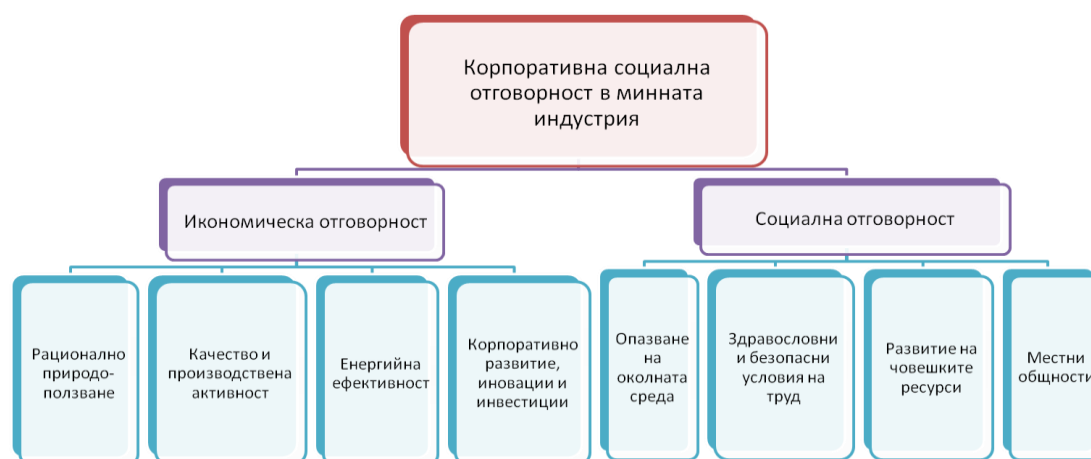 Корпоративна социална
отговорност в минната
индустрия
Икономическа отговорност
Социална отговорност
Рационално
природо-
ползване
Качество и
производствена
активност
Енергийна
ефективност
Корпоративно
развитие,
иновации и
инвестиции
Опазване
на
околната
среда
Здравословни
и безопасни
условия на
труд
Развитие на
човешките
ресурси
Местни
общности